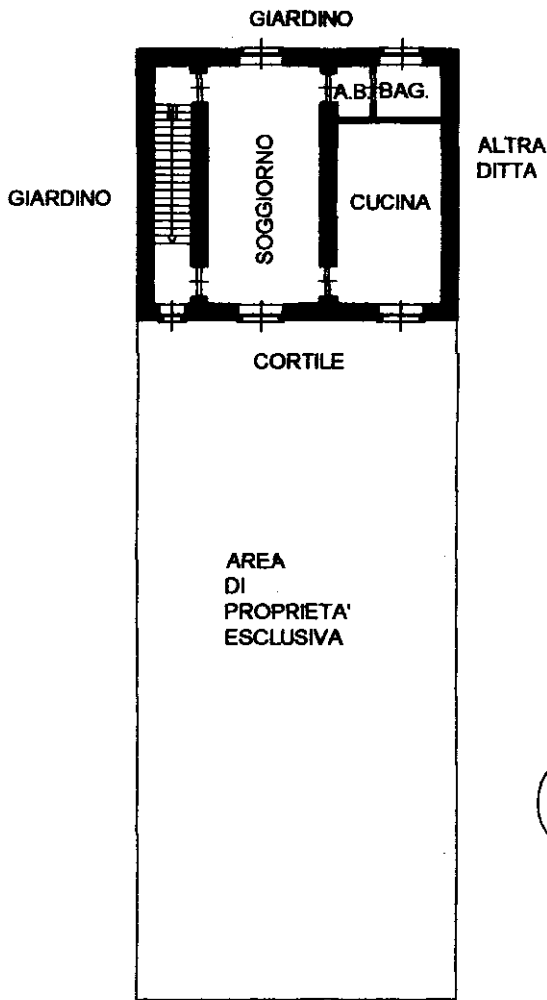 GIARDINO
A.B. BAG.
ALTRA
DITTA
GIARDINO
SOGGIORNO
CUCINA
CORTILE
AREA
DI
PROPRIETA'
ESCLUSIVA